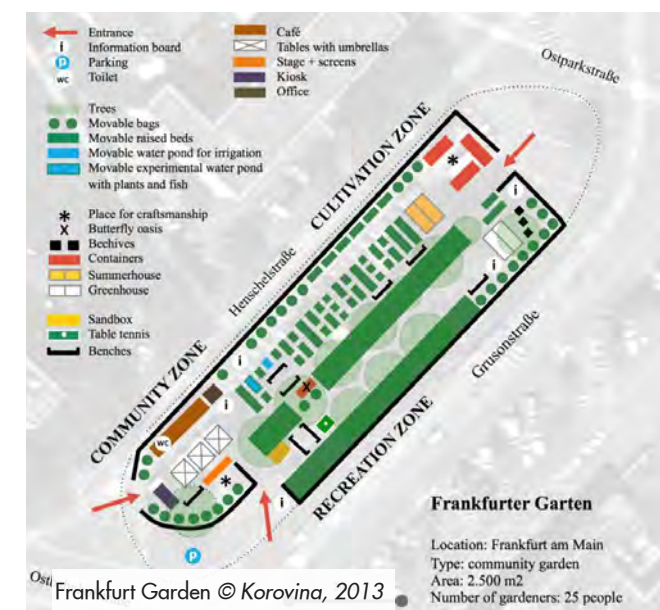 Entrance
i Information board
P Parking
WC Toilet
Café
Tables with umbrellas
Stage + screens
Kiosk
Office
Trees
Movable bags
Movable raised beds
Movable water pond for irrigation
Movable experimental water pond
with plants and fish
* Place for craftsmanship
X Butterfly oasis
Beehives
Containers
Summerhouse
Greenhouse
Sandbox
Table tennis
Benches
Ostparkstraße
CULTIVATION ZONE
Henschelstraße
COMMUNITY ZONE
Grusonstraße
RECREATION ZONE
*
i
i
i
i
X
WC
*
i
P
Frankfurter Garten
Location: Frankfurt am Main
Type: community garden
Area: 2.500 m2
Number of gardeners: 25 people
Frankfurt Garden © Korovina, 2013